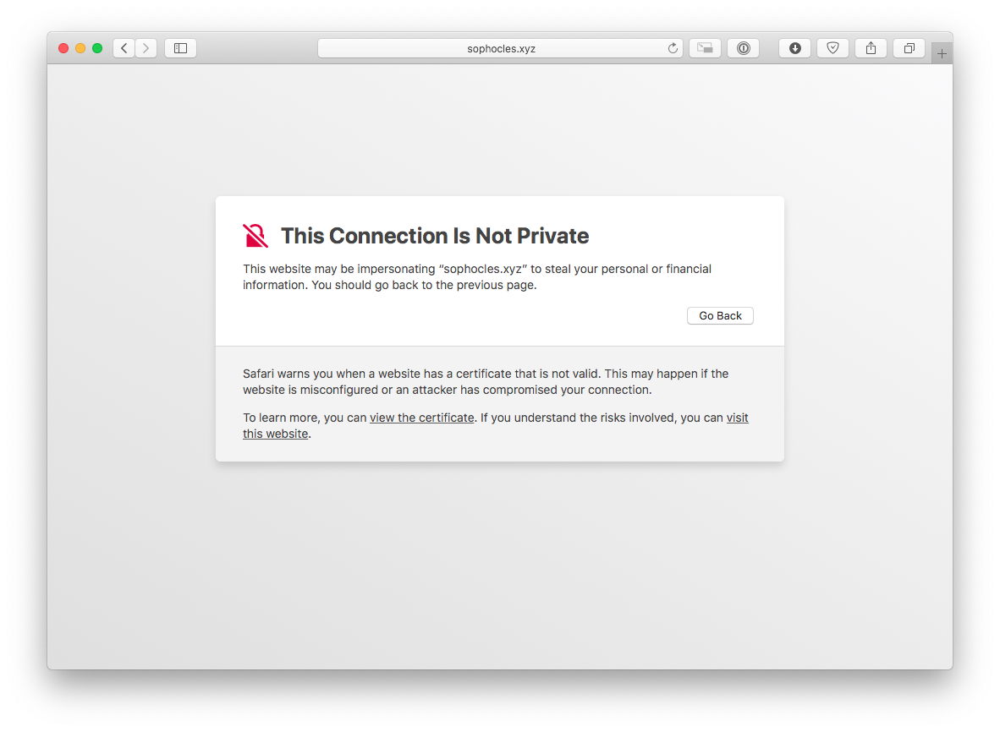 sophocles.xyz
This Connection Is Not Private
This website may be impersonating “sophocles.xyz” to steal your personal or financial
information. You should go back to the previous page.
Go Back
Safari warns you when a website has a certificate that is not valid. This may happen if the
website is misconfigured or an attacker has compromised your connection.
To learn more, you can view the certificate. If you understand the risks involved, you can visit
this website.